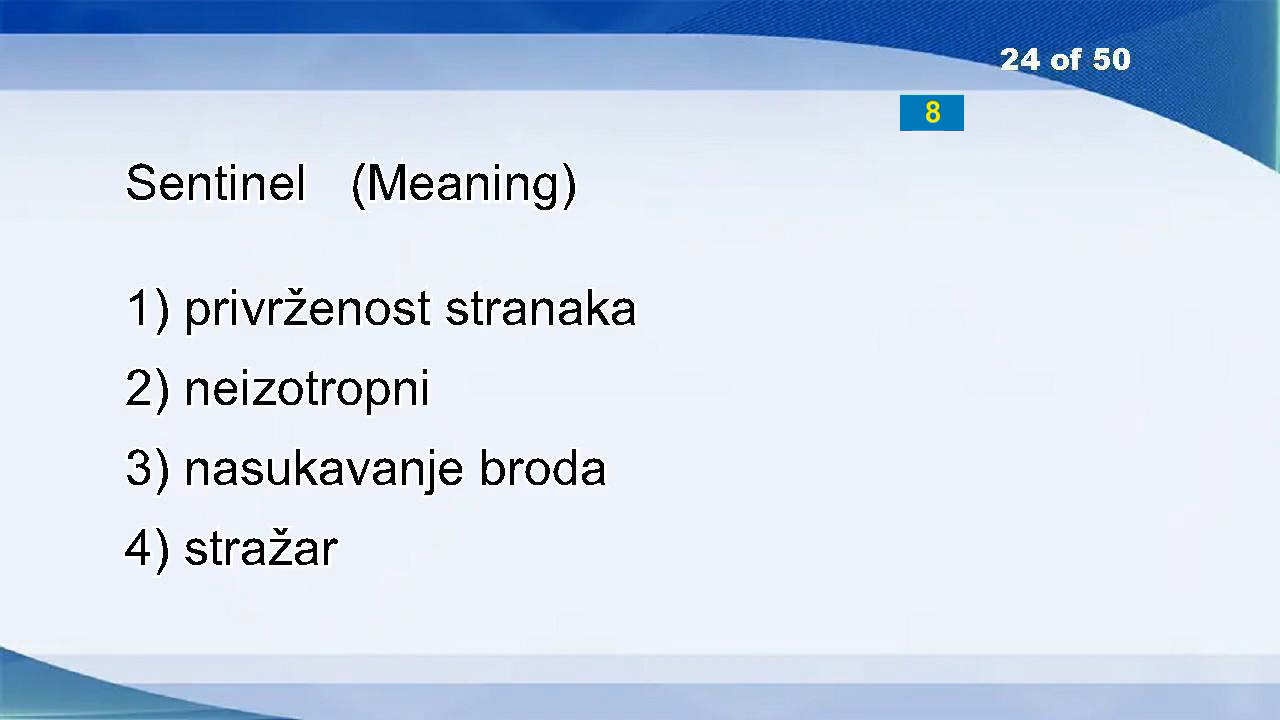 24 of 50
8
Sentinel (Meaning)
1) privrženost stranaka
2) neizotropni
3) nasukavanje broda
4) stražar